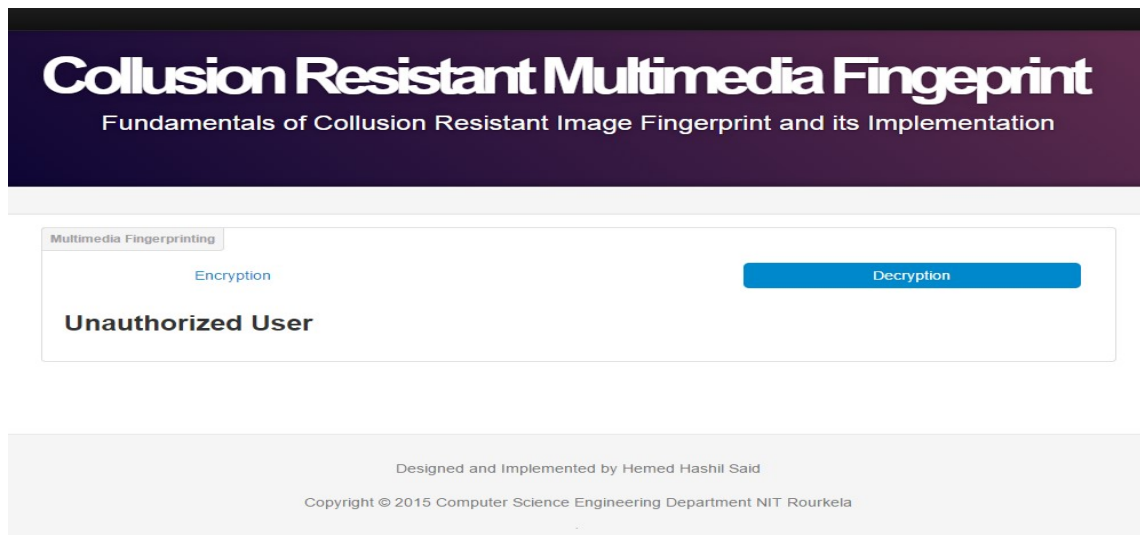 Collusion Resistant Multimedia Fingeprint
Fundamentals of Collusion Resistant Image Fingerprint and its Implementation
Multimedia Fingerprinting
Encryption
Decryption
Unauthorized User
Designed and Implemented by Hemed Hashil Said
Copyright © 2015 Computer Science Engineering Department NIT Rourkela